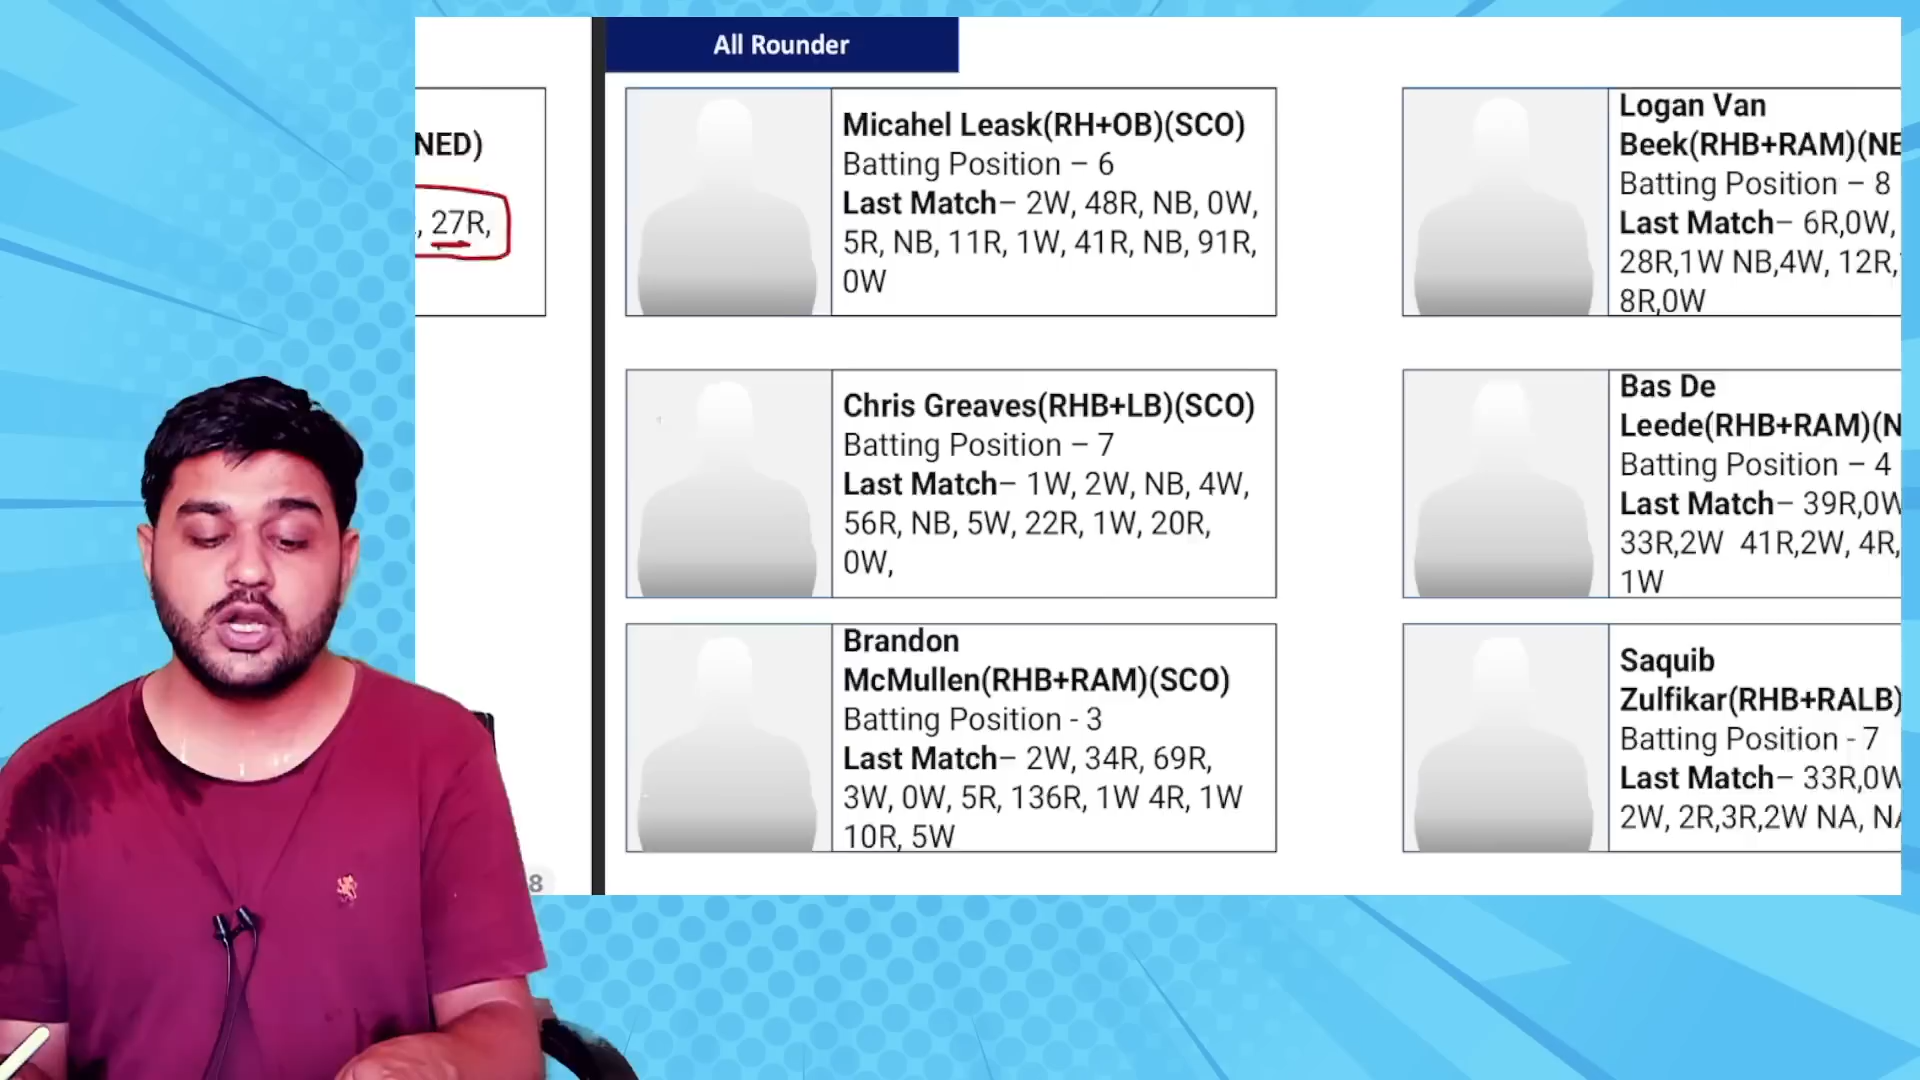 All Rounder
NED)
, 27R,
8
Micahel Leask(RH+OB)(SCO)
Batting Position – 6
Last Match– 2W, 48R, NB, 0W,
5R, NB, 11R, 1W, 41R, NB, 91R,
0W
Logan Van
Beek(RHB+RAM)(NE
Batting Position – 8
Last Match– 6R,0W,
28R,1W NB,4W, 12R,
8R,0W
Chris Greaves(RHB+LB)(SCO)
Batting Position – 7
Last Match– 1W, 2W, NB, 4W,
56R, NB, 5W, 22R, 1W, 20R,
0W,
Bas De
Leede(RHB+RAM)(N
Batting Position – 4
Last Match– 39R,0W
33R,2W 41R,2W, 4R,
1W
Brandon
McMullen(RHB+RAM)(SCO)
Batting Position - 3
Last Match– 2W, 34R, 69R,
3W, 0W, 5R, 136R, 1W 4R, 1W
10R, 5W
Saquib
Zulfikar(RHB+RALB)
Batting Position - 7
Last Match– 33R,0W
2W, 2R,3R,2W NA, NA